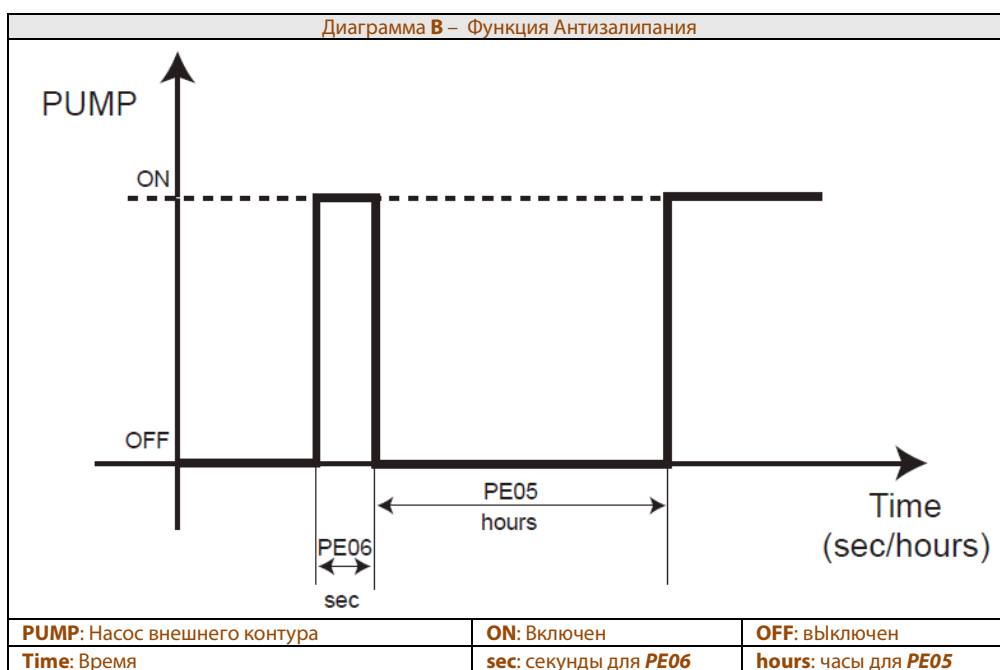 Диаграмма B – Функция Антизалипания
PUMP
ON
OFF
PE05
hours
PE06
sec
Time
(sec/hours)
PUMP: Насос внешнего контура ON: Включен OFF: вЫключен
Time: Время sec: секунды для PE06 hours: часы для PE05